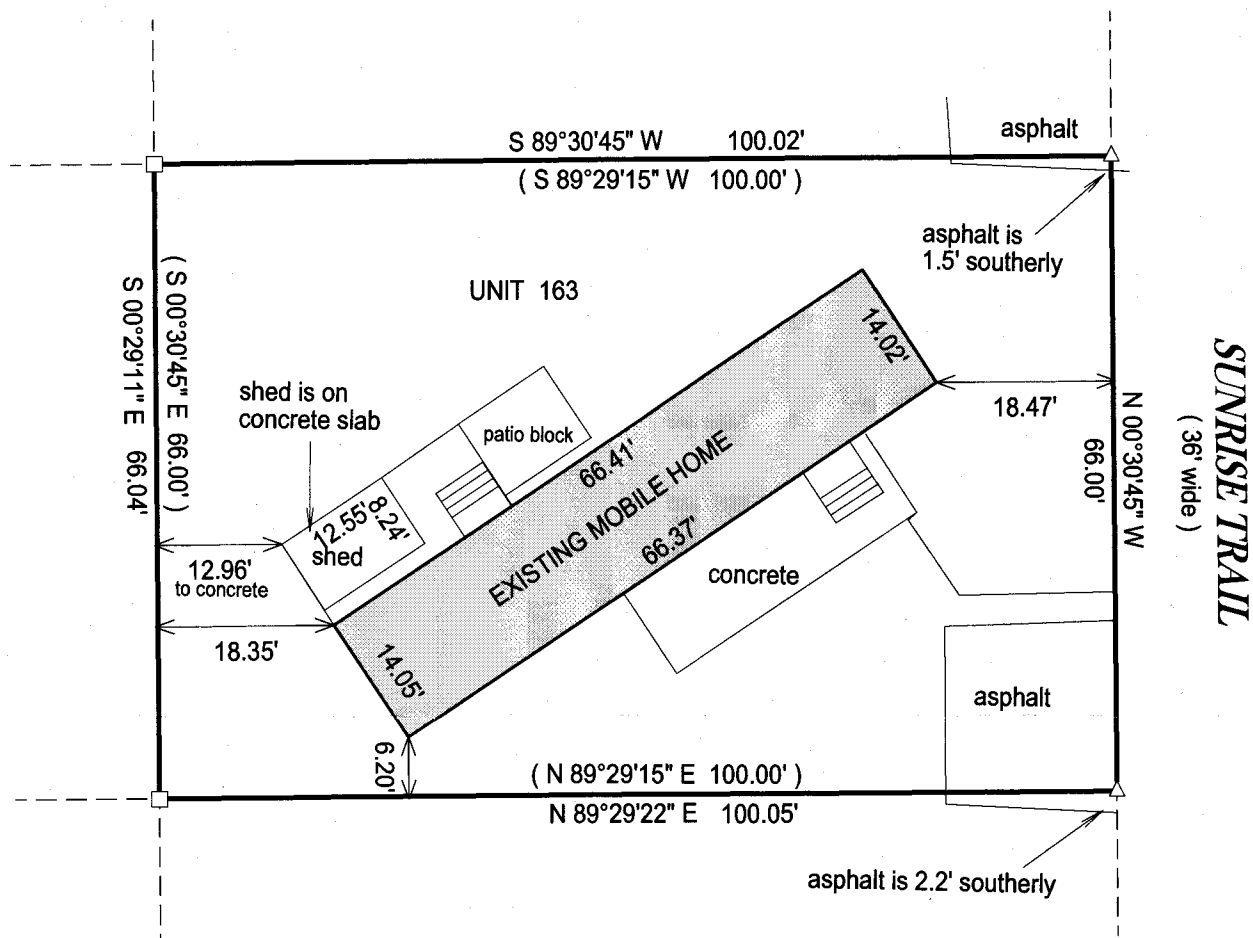 asphalt
S 89°30'45" W 100.02'
( S 89°29'15" W 100.00' )
asphalt is
1.5' southerly
UNIT 163
14.02'
18.47'
SUNRISE TRAIL
( 36' wide )
N 00°30'45" W
66.00'
( S 00°30'45" E 66.00' )
S 00°29'11" E 66.04'
shed is on
concrete slab
patio block
66.41'
EXISTING MOBILE HOME
66.37'
12.55'
8.24'
shed
12.96'
to concrete
concrete
18.35'
14.05'
asphalt
6.20'
( N 89°29'15" E 100.00' )
N 89°29'22" E 100.05'
asphalt is 2.2' southerly